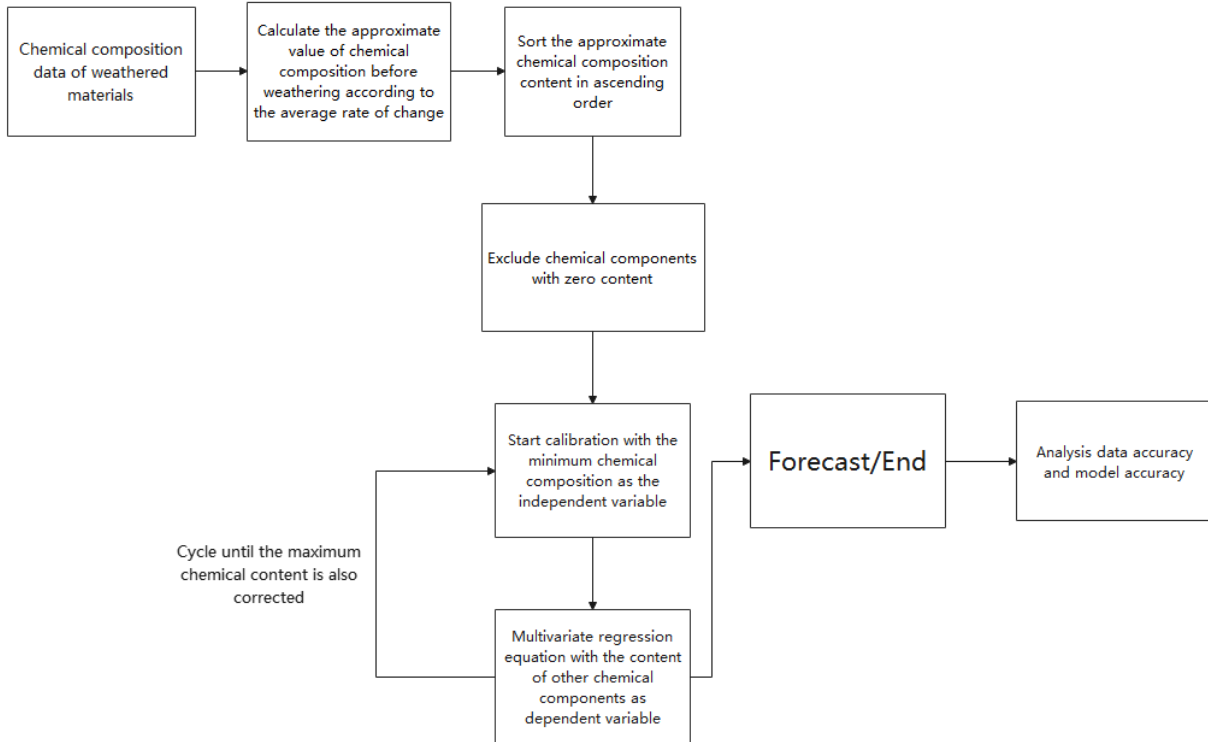 Chemical composition
data of weathered
materials
Calculate the approximate
value of chemical
composition before
weathering according to
the average rate of change
Sort the approximate
chemical composition
content in ascending
order
Exclude chemical components
with zero content
Start calibration with the
minimum chemical
composition as the
independent variable
Forecast/End
Analysis data accuracy
and model accuracy
Cycle until the maximum
chemical content is also
corrected
Multivariate regression
equation with the content
of other chemical
components as
dependent variable